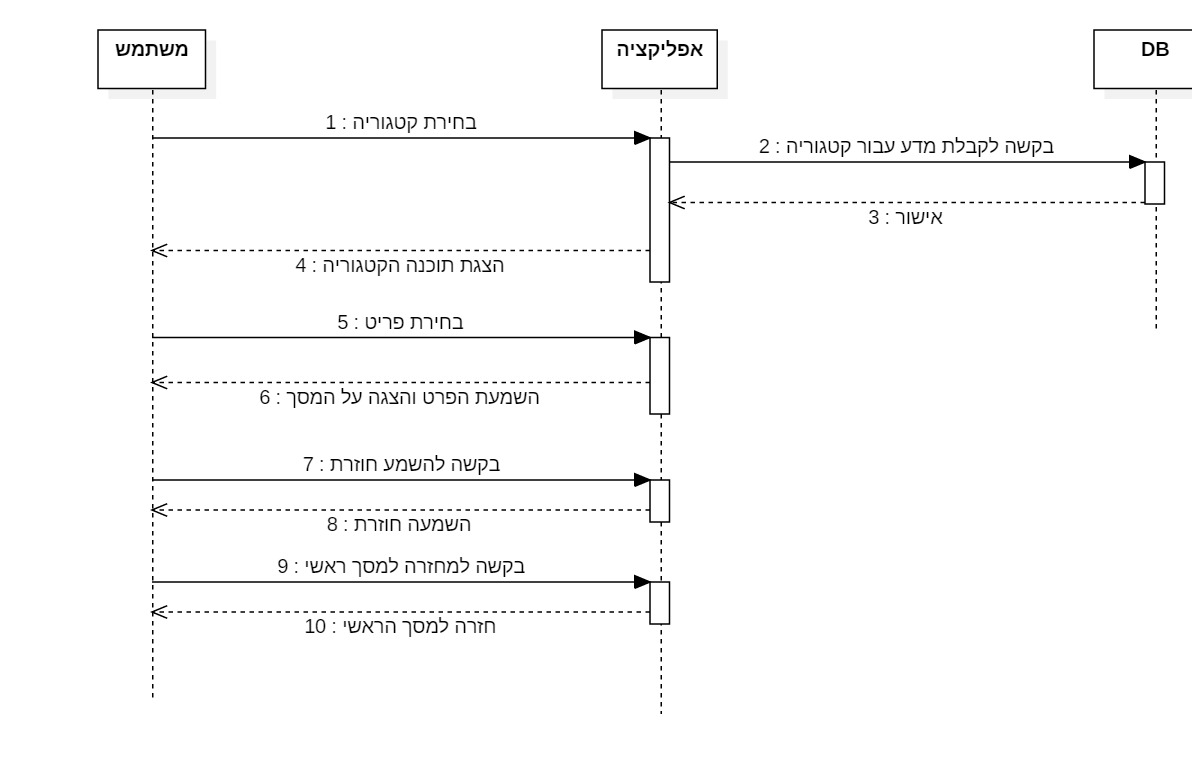 משתמש
אפליקציה
DB
1 : בחירת קטגוריה
2 : בקשה לקבלת מדע עבור קטגוריה
3 : אישור
4 : הצגת תוכנה הקטגוריה
5 : בחירת פריט
6 : השמעת הפרט והצגה על המסך
7 : בקשה להשמע חוזרת
8 : השמעה חוזרת
9 : בקשה למחזרה למסך ראשי
10 : חזרה למסך הראשי